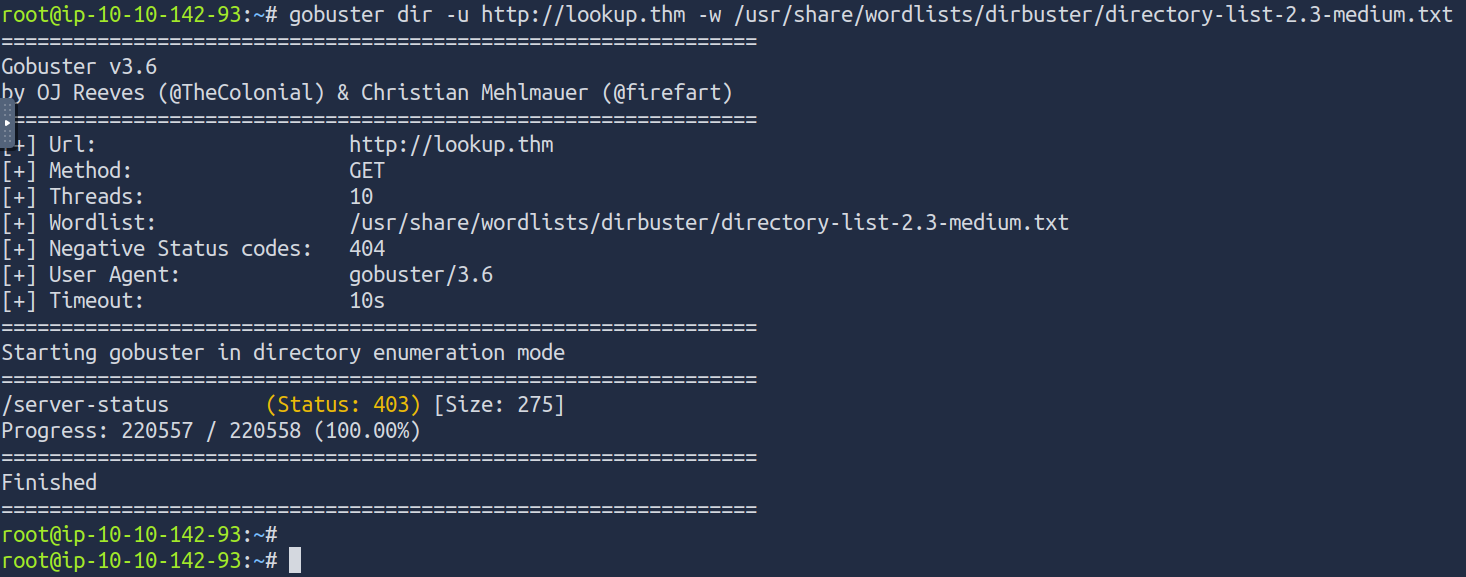 root@ip-10-10-142-93:~# gobuster dir -u http://lookup.thm -w /usr/share/wordlists/dirbuster/directory-list-2.3-medium.txt
===============================================================
Gobuster v3.6
by OJ Reeves (@TheColonial) & Christian Mehlmauer (@firefart)
===============================================================
[+] Url:                     http://lookup.thm
[+] Method:                  GET
[+] Threads:                 10
[+] Wordlist:                /usr/share/wordlists/dirbuster/directory-list-2.3-medium.txt
[+] Negative Status codes:   404
[+] User Agent:              gobuster/3.6
[+] Timeout:                 10s
===============================================================
Starting gobuster in directory enumeration mode
===============================================================
/server-status        (Status: 403) [Size: 275]
Progress: 220557 / 220558 (100.00%)
===============================================================
Finished
===============================================================
root@ip-10-10-142-93:~#
root@ip-10-10-142-93:~#